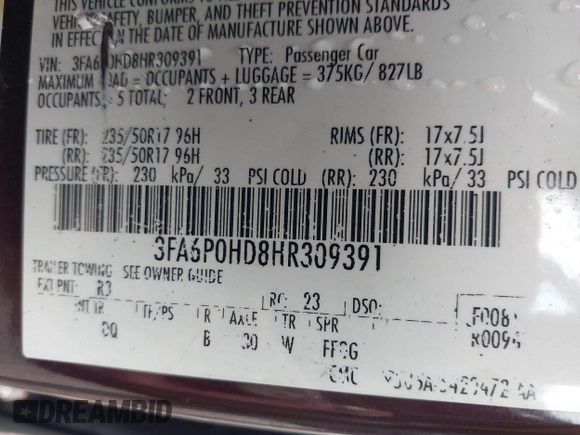 THIS VEHICLE CONFORMS TO ALL APPLICABLE FEDERAL MOTOR
VEHICLE SAFETY, BUMPER, AND THEFT PREVENTION STANDARDS
IN EFFECT ON THE DATE OF MANUFACTURE SHOWN ABOVE.
VIN: 3FA6P0HD8HR309391 TYPE: Passenger Car
MAXIMUM LOAD = OCCUPANTS + LUGGAGE = 375KG/ 827LB
OCCUPANTS = 5 TOTAL; 2 FRONT, 3 REAR
TIRE (FR): 235/50R17 96H RIMS (FR): 17x7.5J
(RR): 235/50R17 96H (RR): 17x7.5J
PRESSURE (FR): 230 kPa/ 33 PSI COLD (RR): 230 kPa/ 33 PSI COLD
3FA6P0HD8HR309391
TRAILER TOWING SEE OWNER GUIDE
EXT PNT: R3 RC: 23 DSO:
INT TR TP/PS R AXLE TR SPR
DQ B 30 W
DREAMBID